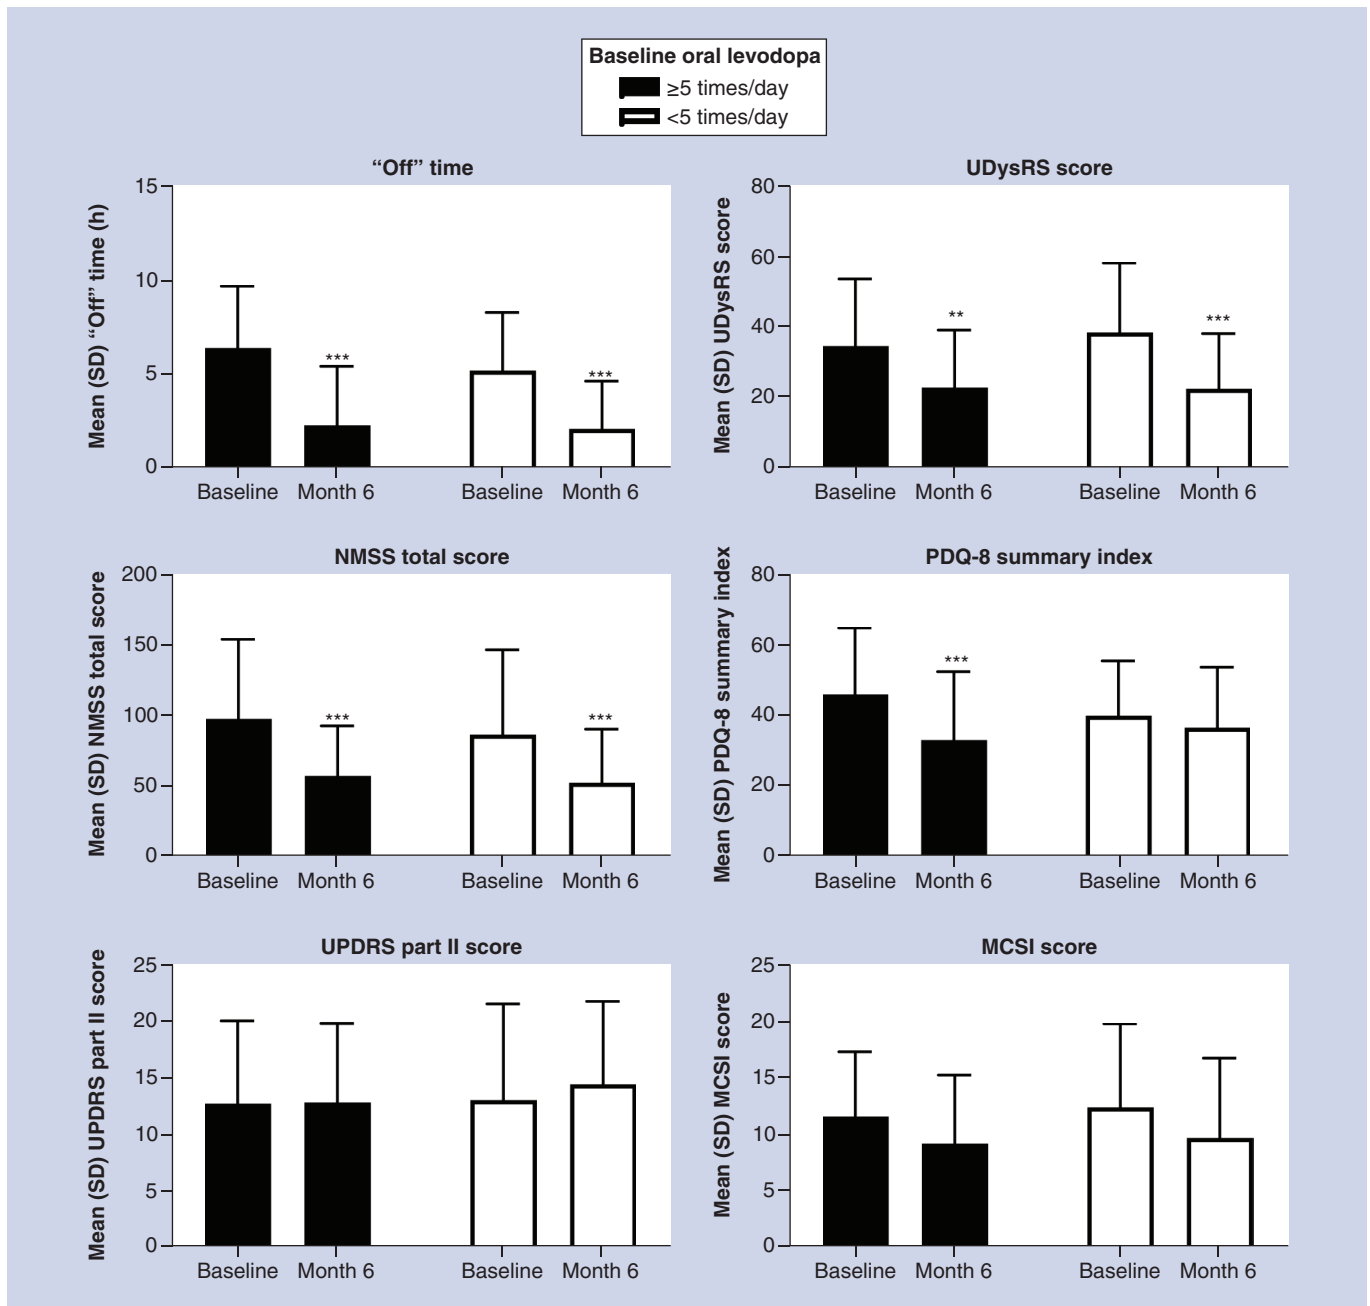 Baseline oral levodopa
≥5 times/day
<5 times/day
“Off” time
Mean (SD) “Off” time (h)
15
10
5
0
***
***
Baseline Month 6 Baseline Month 6
UDysRS score
Mean (SD) UDysRS score
80
60
40
20
0
**
***
Baseline Month 6 Baseline Month 6
NMSS total score
Mean (SD) NMSS total score
200
150
100
50
0
***
***
Baseline Month 6 Baseline Month 6
PDQ-8 summary index
Mean (SD) PDQ-8 summary index
80
60
40
20
0
***
Baseline Month 6 Baseline Month 6
UPDRS part II score
Mean (SD) UPDRS part II score
25
20
15
10
5
0
Baseline Month 6 Baseline Month 6
MCSI score
Mean (SD) MCSI score
25
20
15
10
5
0
Baseline Month 6 Baseline Month 6